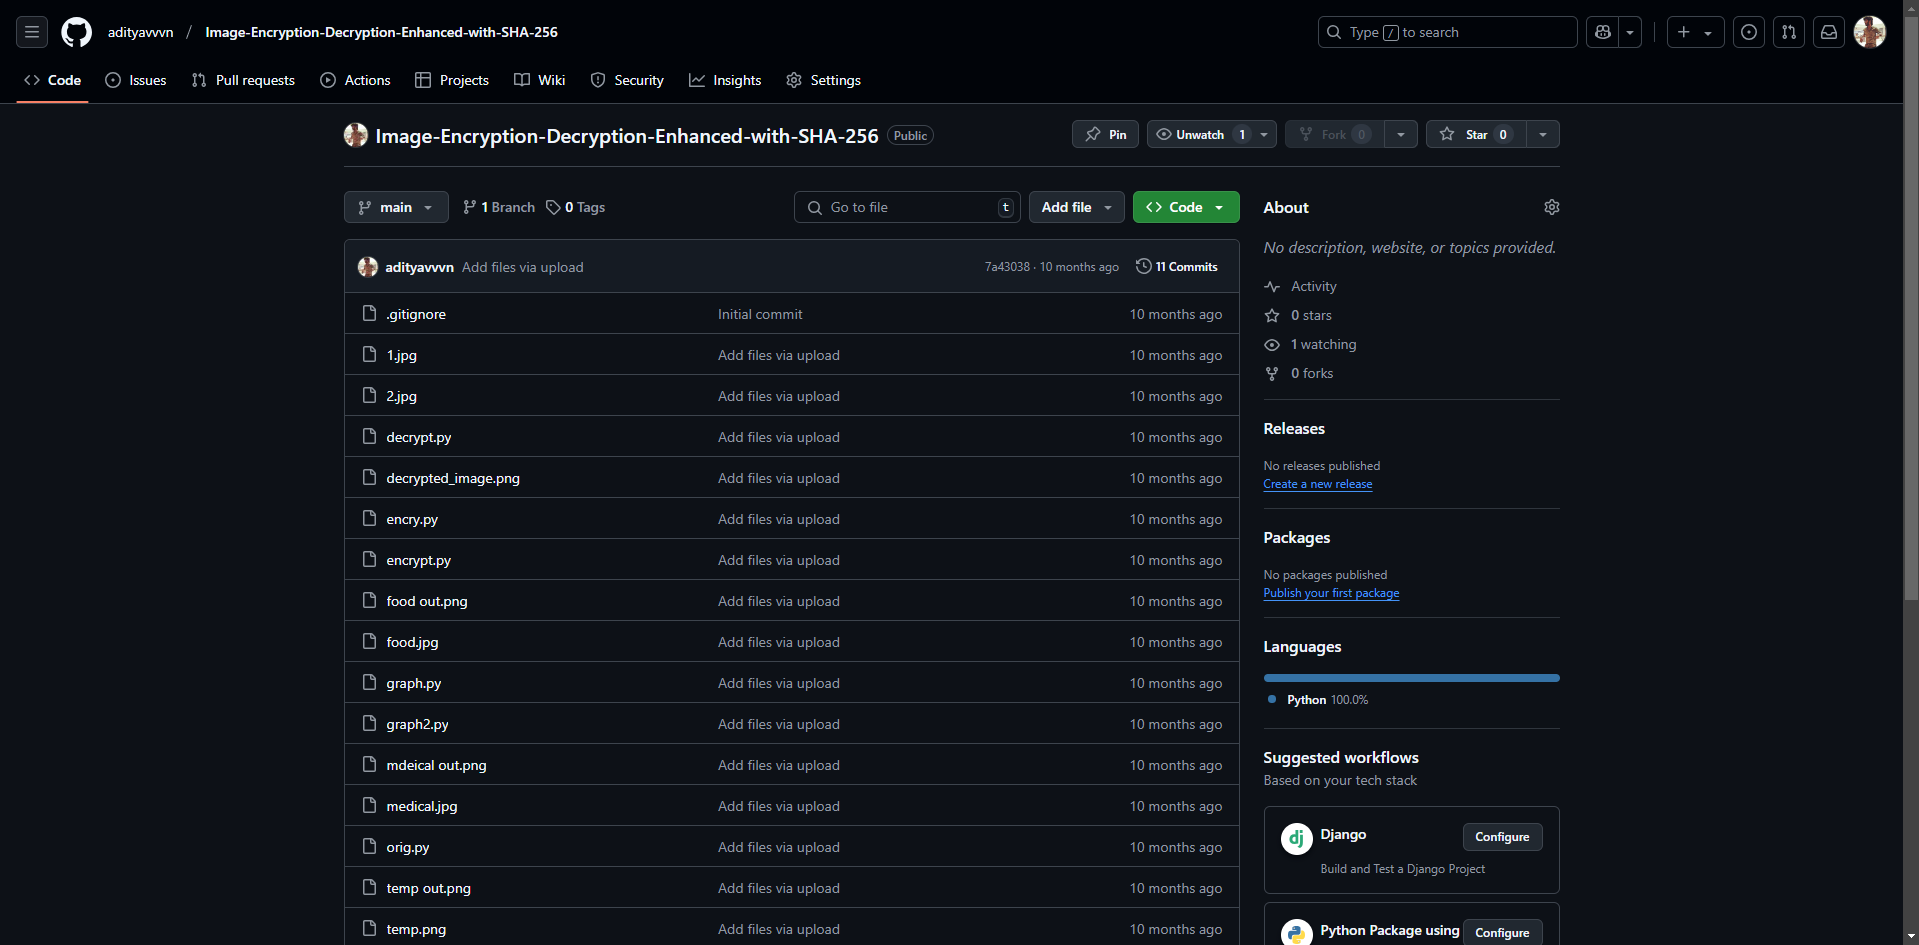 adityavvvn / Image-Encryption-Decryption-Enhanced-with-SHA-256
Type / to search
Code Issues Pull requests Actions Projects Wiki Security Insights Settings
Image-Encryption-Decryption-Enhanced-with-SHA-256 Public
Pin Unwatch 1 Fork 0 Star 0
main 1 Branch 0 Tags
Go to file t Add file Code
adityavvvn Add files via upload 7a43038 · 10 months ago 11 Commits
.gitignore Initial commit 10 months ago
1.jpg Add files via upload 10 months ago
2.jpg Add files via upload 10 months ago
decrypt.py Add files via upload 10 months ago
decrypted_image.png Add files via upload 10 months ago
encry.py Add files via upload 10 months ago
encrypt.py Add files via upload 10 months ago
food out.png Add files via upload 10 months ago
food.jpg Add files via upload 10 months ago
graph.py Add files via upload 10 months ago
graph2.py Add files via upload 10 months ago
mdeical out.png Add files via upload 10 months ago
medical.jpg Add files via upload 10 months ago
orig.py Add files via upload 10 months ago
temp out.png Add files via upload 10 months ago
temp.png Add files via upload 10 months ago
About
No description, website, or topics provided.
Activity
0 stars
1 watching
0 forks
Releases
No releases published
Create a new release
Packages
No packages published
Publish your first package
Languages
Python 100.0%
Suggested workflows
Based on your tech stack
dj Django Configure
Build and Test a Django Project
Python Package using Configure